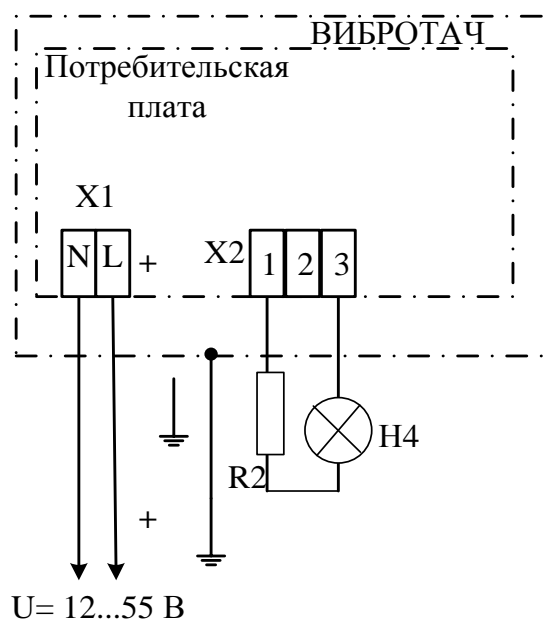 ВИБРОТАЧ
Потребительская
плата
X1
N L +
X2 1 2 3
H4
R2
+
U= 12...55 В